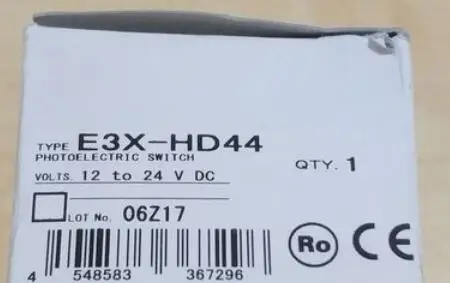 TYPE E3X-HD44
PHOTOELECTRIC SWITCH
QTY. 1
VOLTS. 12 to 24 V DC
LOT No. 06Z17
Ro CE
4 548583 367296